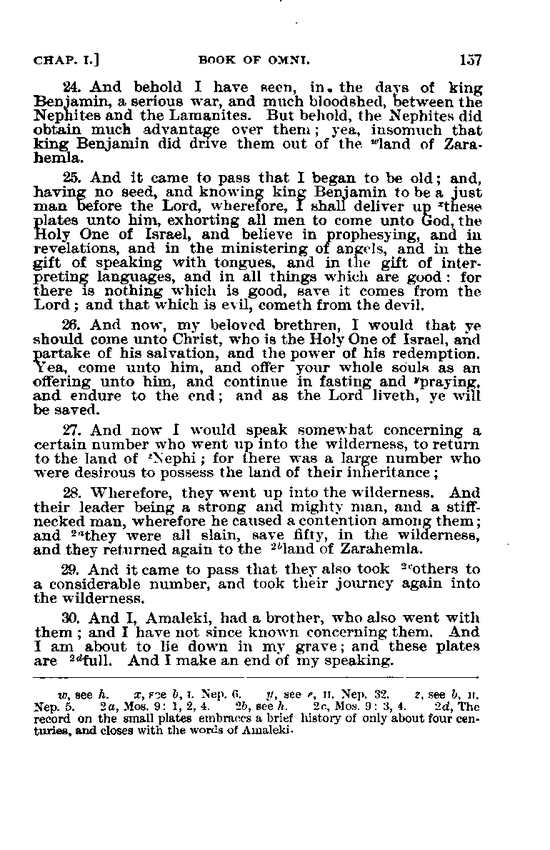 CHAP. I.] BOOK OF OMNI. 157
24. And behold I have seen, in. the days of king
Benjamin, a serious war, and much bloodshed, between the
Nephites and the Lamanites. But behold, the Nephites did
obtain much advantage over them; yea, insomuch that
king Benjamin did drive them out of the wland of Zara-
hemla.
25. And it came to pass that I began to be old; and,
having no seed, and knowing king Benjamin to be a just
man before the Lord, wherefore, I shall deliver up xthese
plates unto him, exhorting all men to come unto God, the
Holy One of Israel, and believe in prophesying, and in
revelations, and in the ministering of angels, and in the
gift of speaking with tongues, and in the gift of inter-
preting languages, and in all things which are good: for
there is nothing which is good, save it comes from the
Lord; and that which is evil, cometh from the devil.
26. And now, my beloved brethren, I would that ye
should come unto Christ, who is the Holy One of Israel, and
partake of his salvation, and the power of his redemption.
Yea, come unto him, and offer your whole souls as an
offering unto him, and continue in fasting and ypraying,
and endure to the end; and as the Lord liveth, ye will
be saved.
27. And now I would speak somewhat concerning a
certain number who went up into the wilderness, to return
to the land of zNephi; for there was a large number who
were desirous to possess the land of their inheritance;
28. Wherefore, they went up into the wilderness. And
their leader being a strong and mighty man, and a stiff-
necked man, wherefore he caused a contention among them;
and 2athey were all slain, save fifty, in the wilderness,
and they returned again to the 2bland of Zarahemla.
29. And it came to pass that they also took 2cothers to
a considerable number, and took their journey again into
the wilderness.
30. And I, Amaleki, had a brother, who also went with
them; and I have not since known concerning them. And
I am about to lie down in my grave; and these plates
are 2dfull. And I make an end of my speaking.
w, see h. x, see b, I. Nep. 6. y, see e, II. Nep. 32. z, see b, II.
Nep. 5. 2a, Mos. 9: 1, 2, 4. 2b, see h. 2c, Mos. 9: 3, 4. 2d, The
record on the small plates embraces a brief history of only about four cen-
turies, and closes with the words of Amaleki.